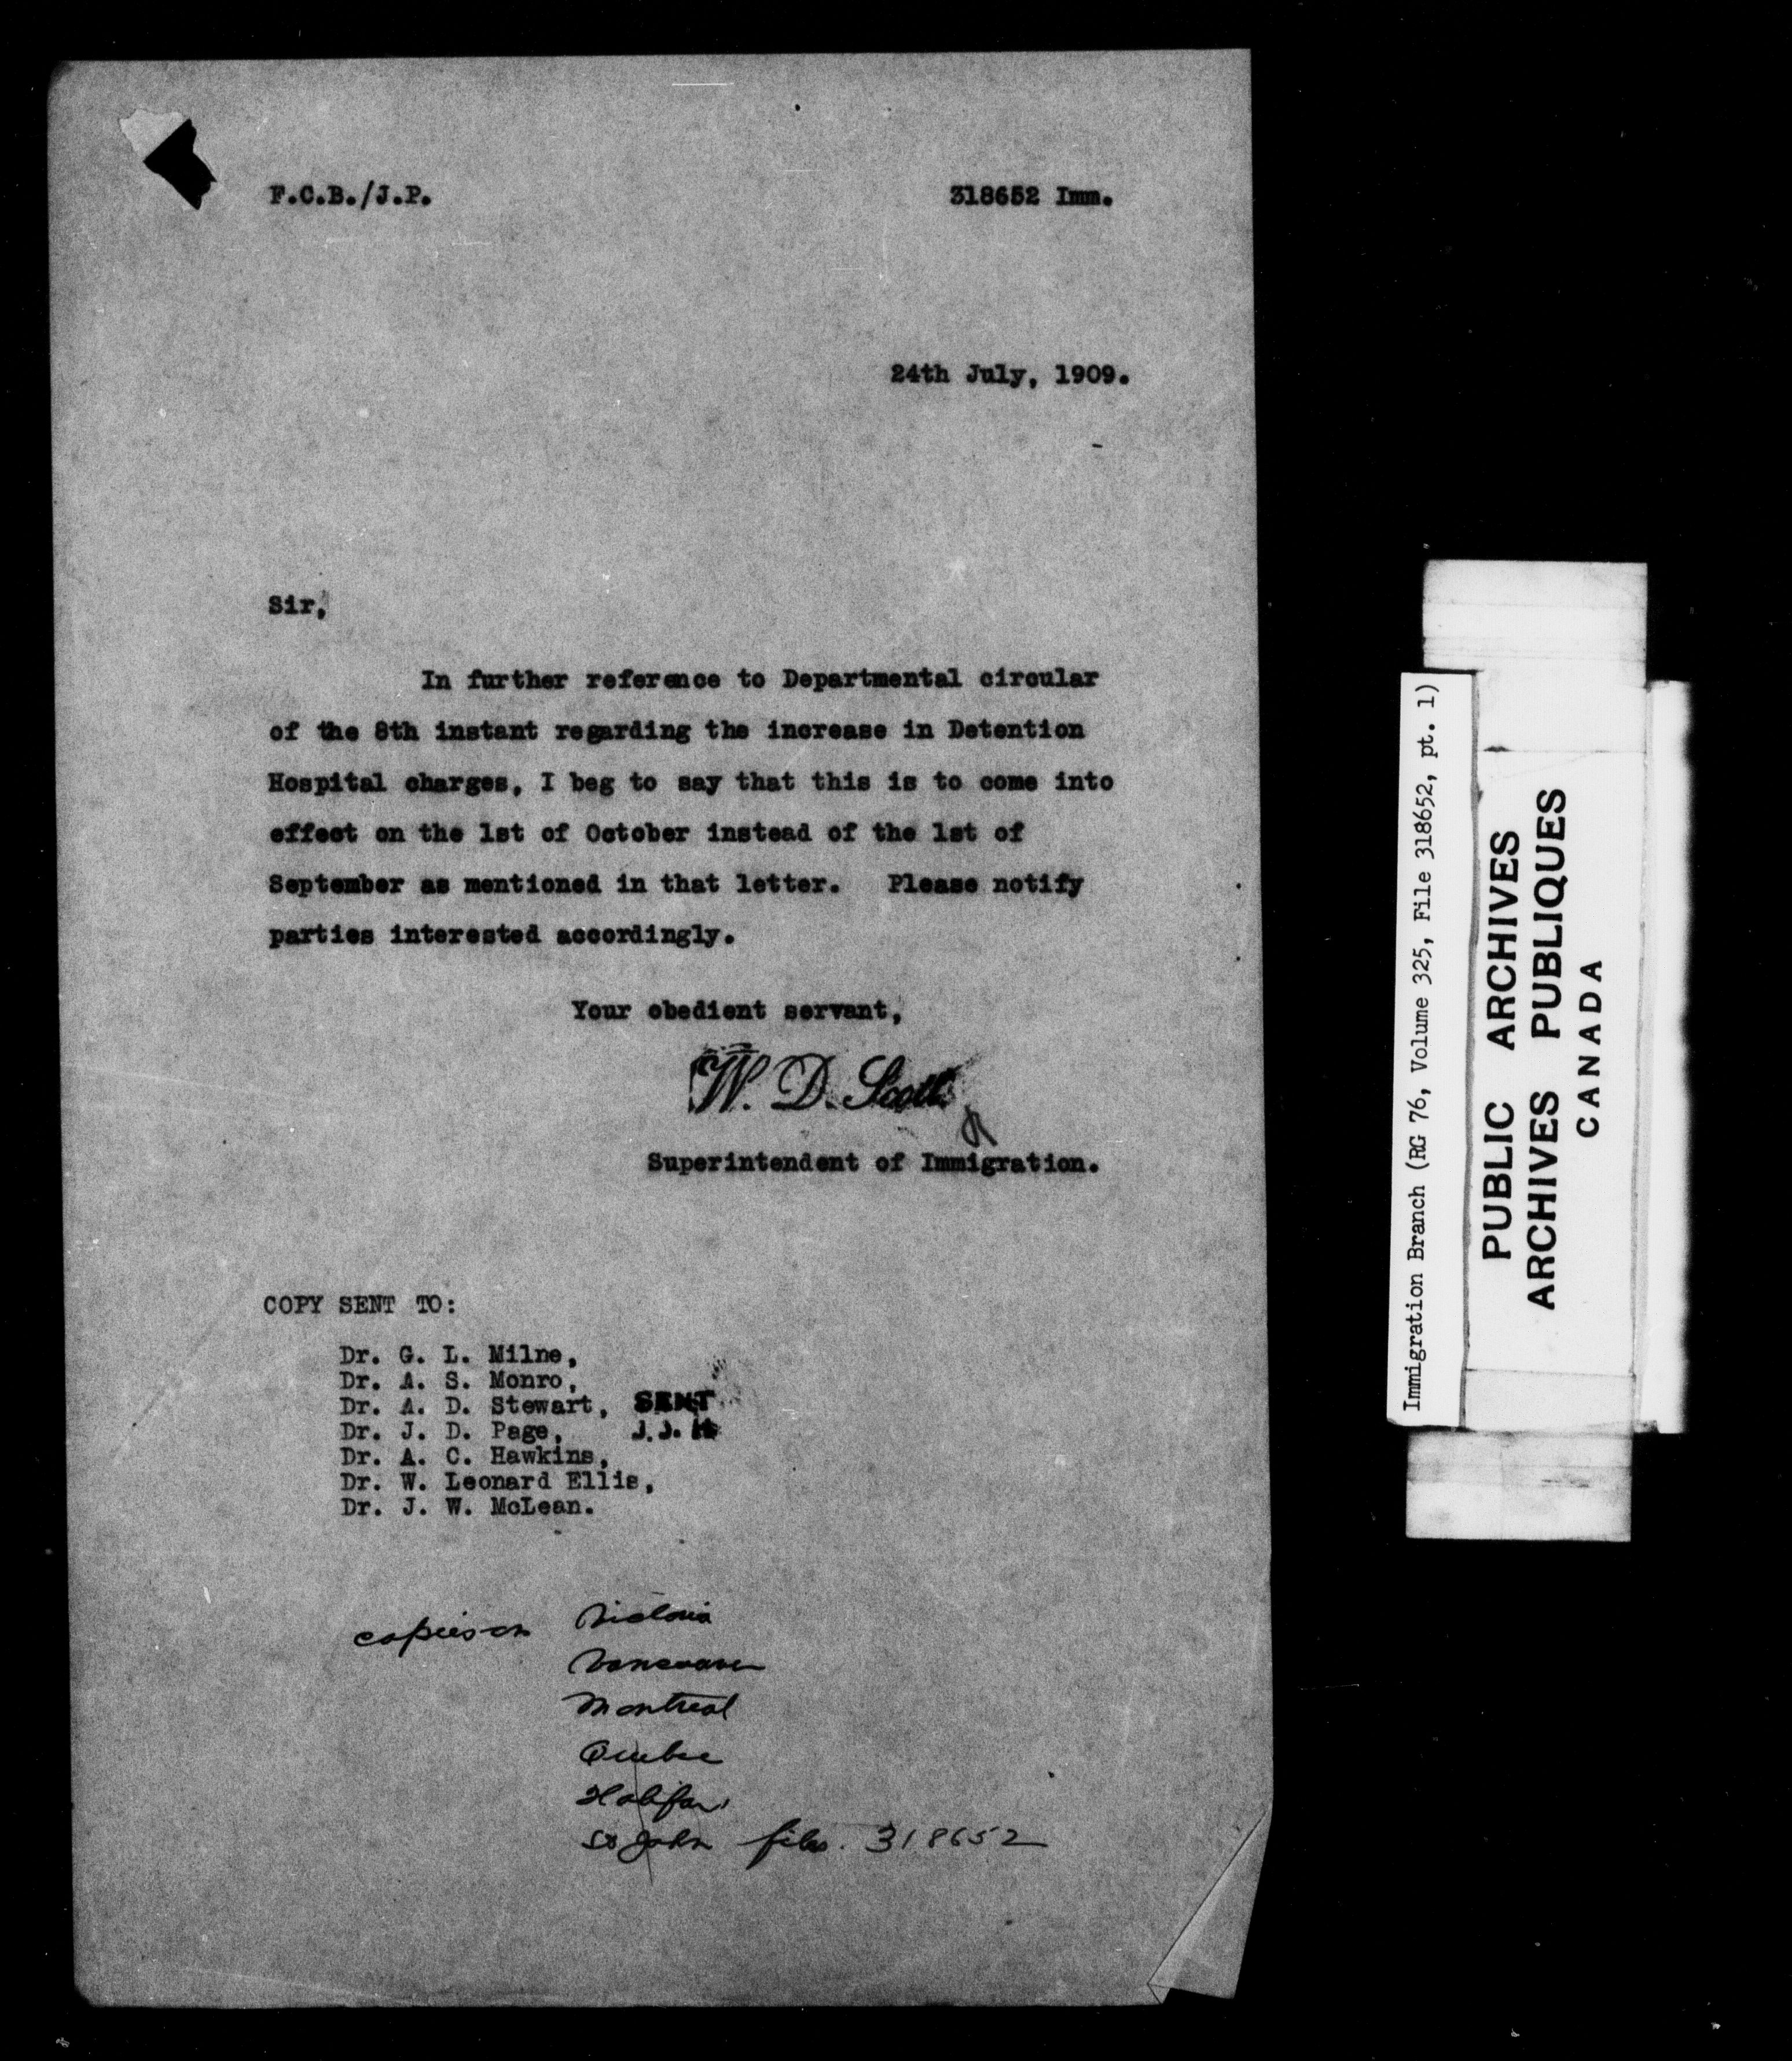 F.C.B./J.P. 318652 Imm.
24th July, 1909.
Sir,
In further reference to Departmental circular
of the 8th instant regarding the increase in Detention
Hospital charges, I beg to say that this is to come into
effect on the 1st of October instead of the 1st of
September as mentioned in that letter. Please notify
parties interested accordingly.
Your obedient servant,
W. D. Scott
Superintendent of Immigration.
COPY SENT TO:
Dr. G. L. Milne,
Dr. A. S. Monro,
Dr. A. D. Stewart,
Dr. J. D. Page,
Dr. A. C. Hawkins,
Dr. W. Leonard Ellis,
Dr. J. W. McLean.
SENT
copies on Victoria
Vancouver
Montreal
Quebec
Halifax
St John files. 318652
Immigration Branch (RG 76, Volume 325, File 318652, pt. 1)
PUBLIC ARCHIVES
ARCHIVES PUBLIQUES
CANADA